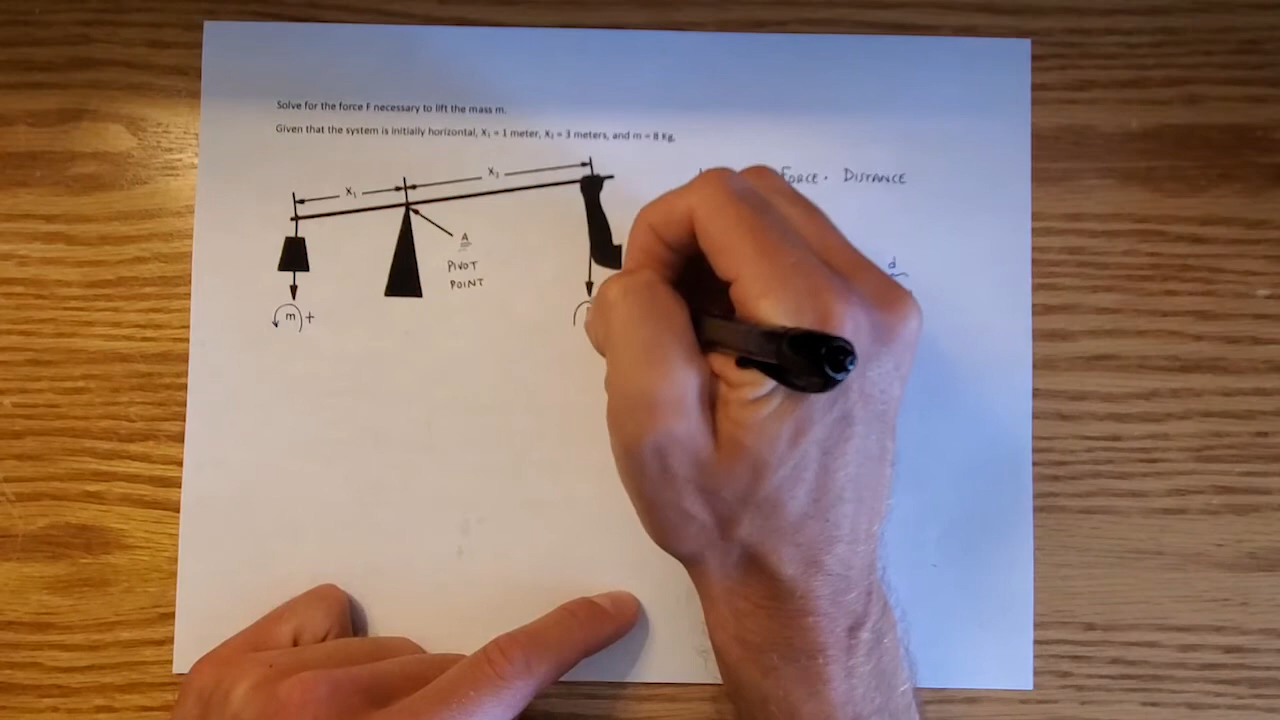 Solve for the force F necessary to lift the mass m.
Given that the system is initially horizontal, X₁ = 1 meter, X₂ = 3 meters, and m = 8 Kg.
FORCE · DISTANCE
X₁
X₂
A
PIVOT
POINT
d
m +